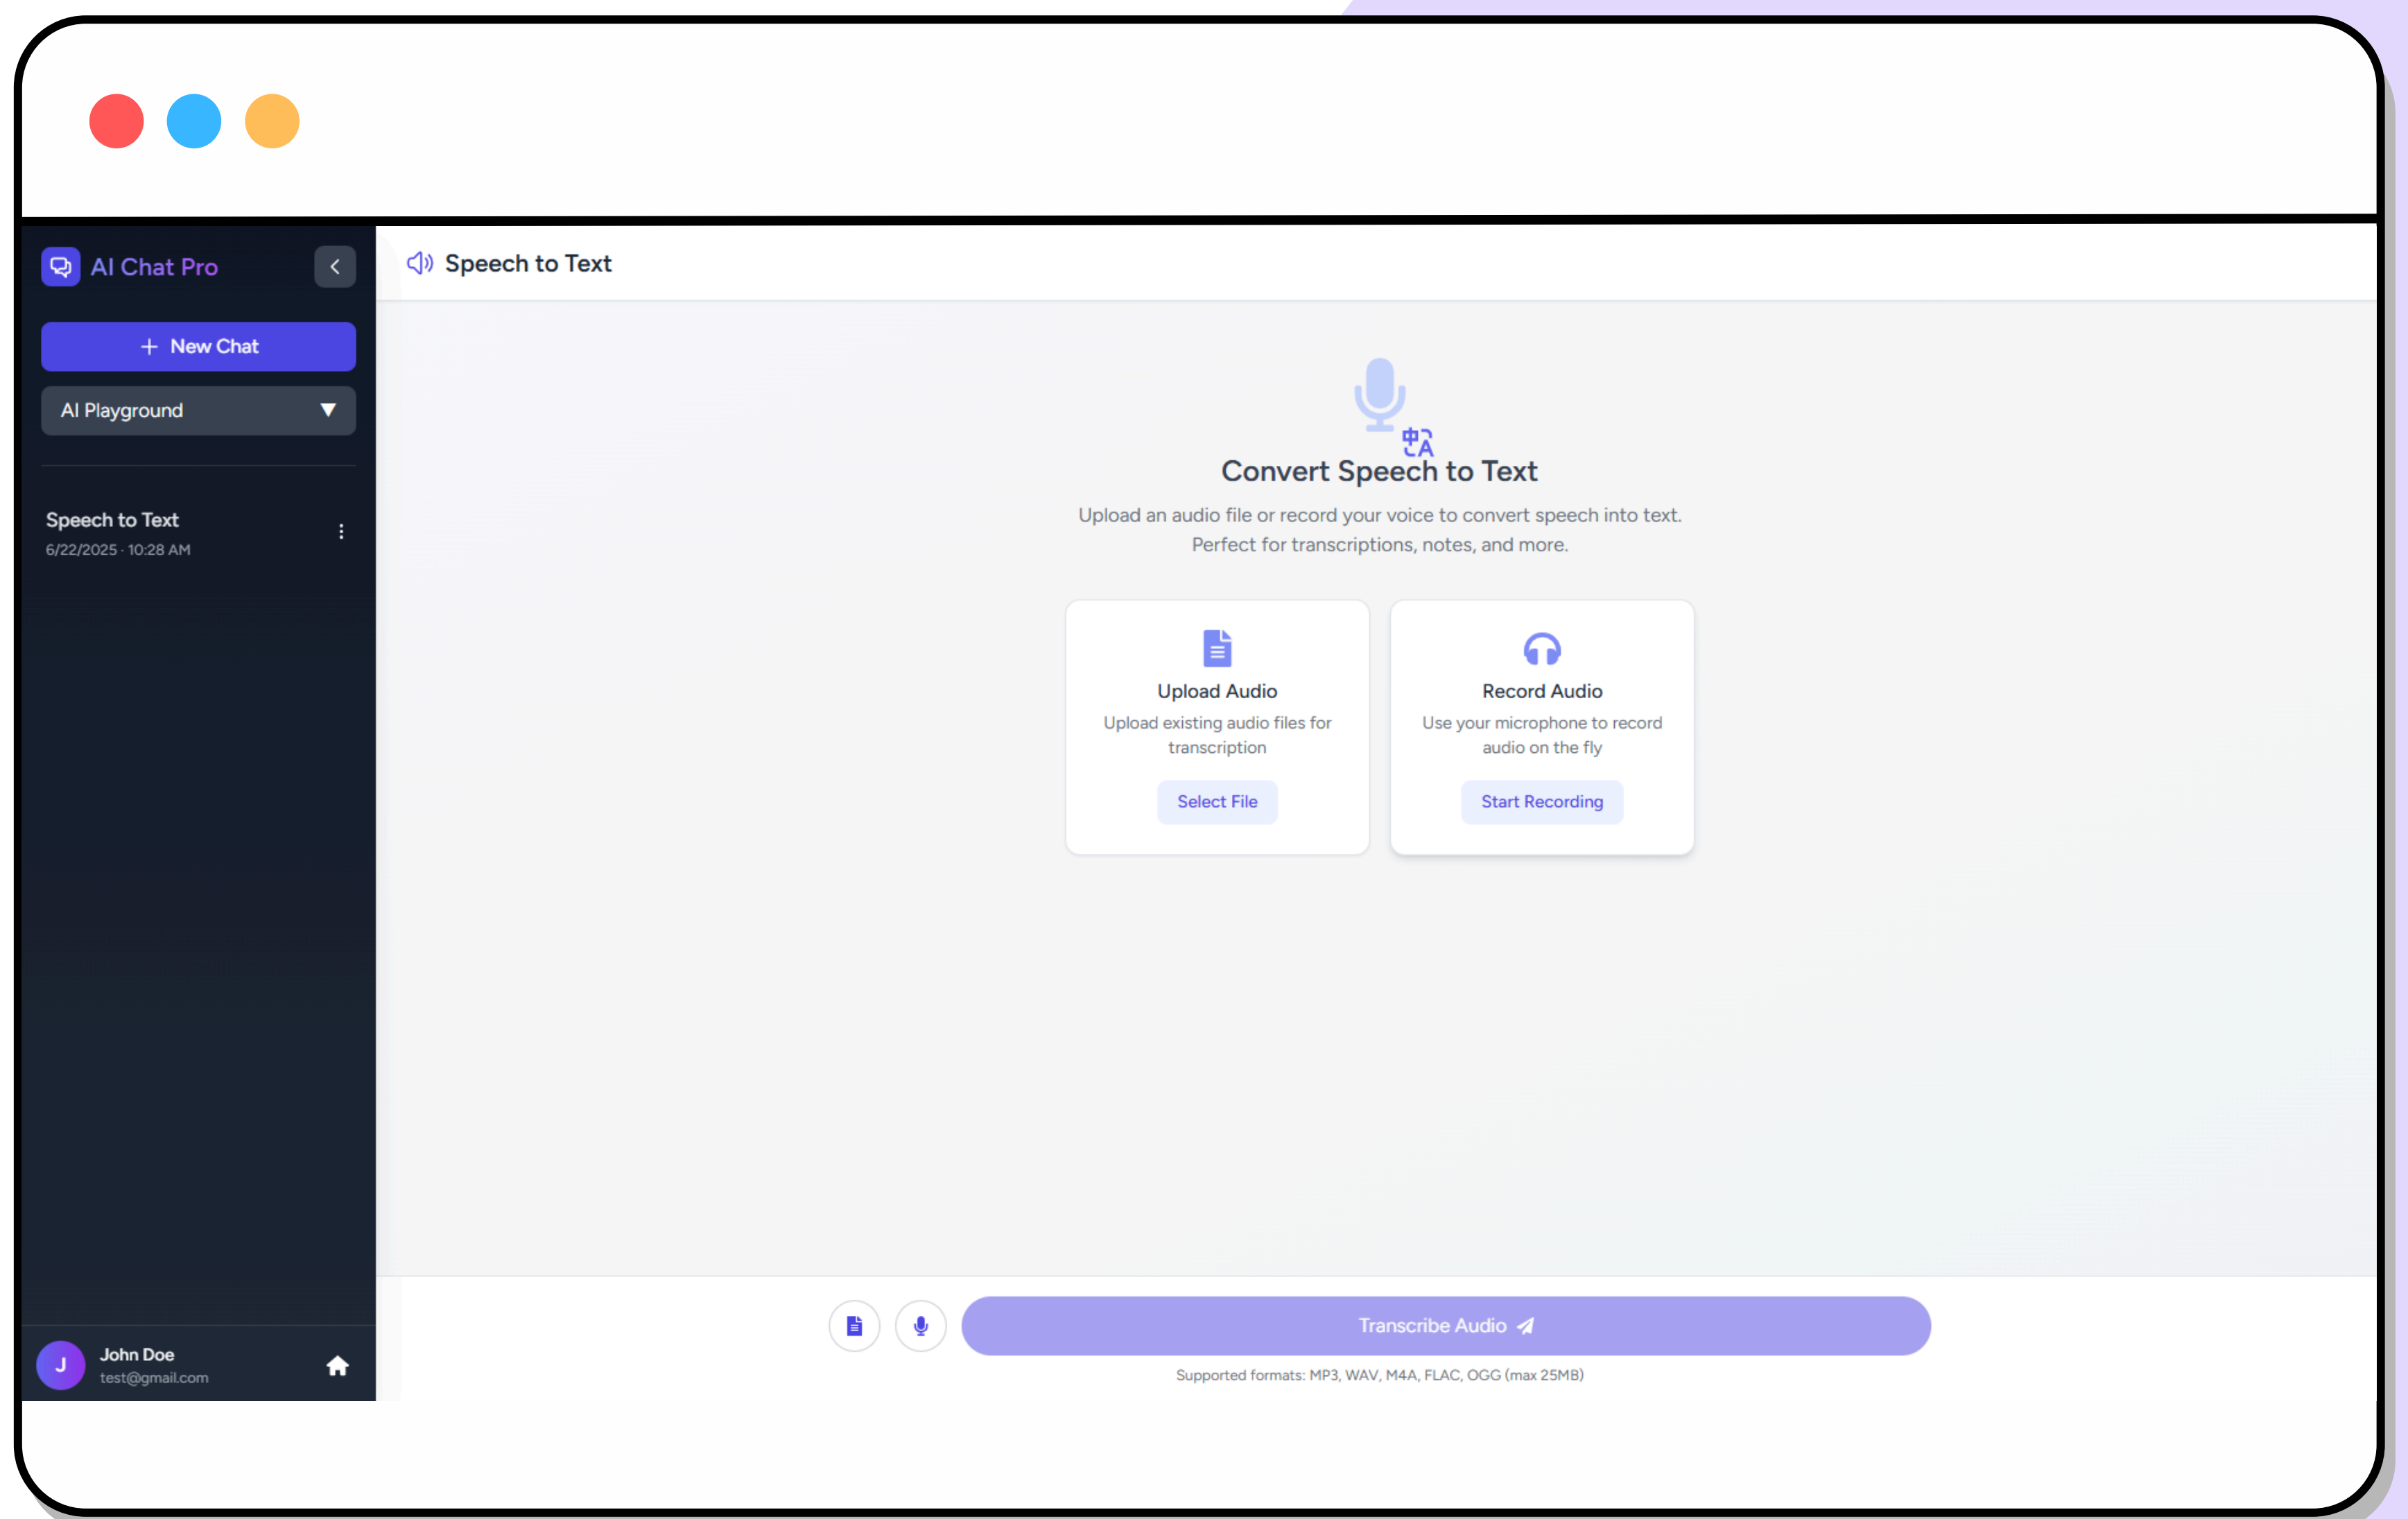 AI Chat Pro
+ New Chat
AI Playground
Speech to Text
6/22/2025 · 10:28 AM
J
John Doe
test@gmail.com
Speech to Text
中A
Convert Speech to Text
Upload an audio file or record your voice to convert speech into text.
Perfect for transcriptions, notes, and more.
Upload Audio
Upload existing audio files for
transcription
Select File
Record Audio
Use your microphone to record
audio on the fly
Start Recording
Transcribe Audio
Supported formats: MP3, WAV, M4A, FLAC, OGG (max 25MB)